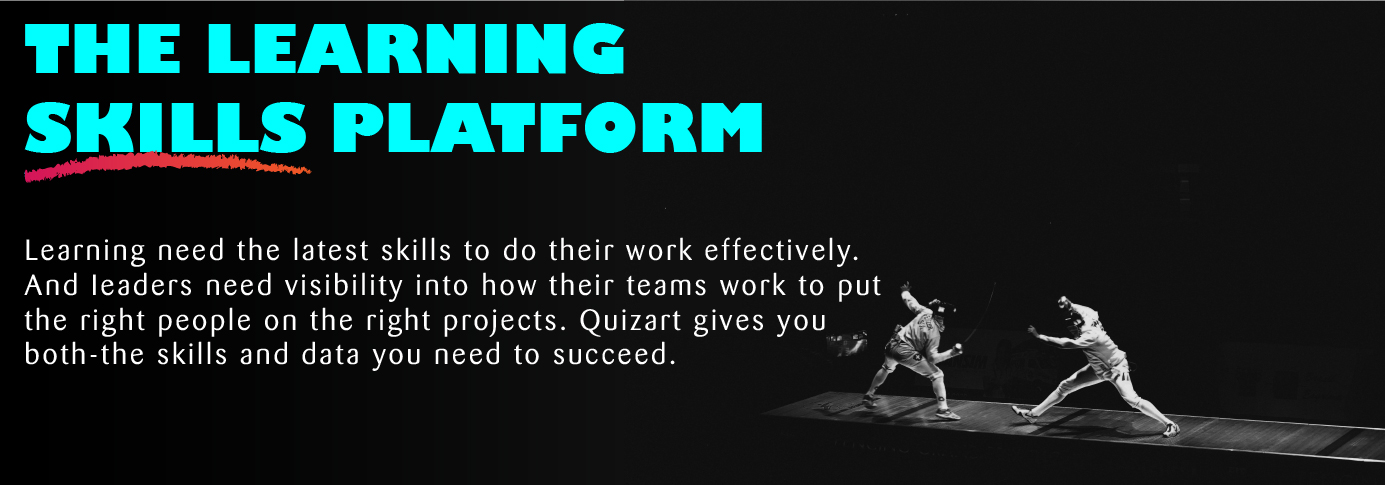 THE LEARNING
SKILLS PLATFORM
Learning need the latest skills to do their work effectively.
And leaders need visibility into how their teams work to put
the right people on the right projects. Quizart gives you
both-the skills and data you need to succeed.